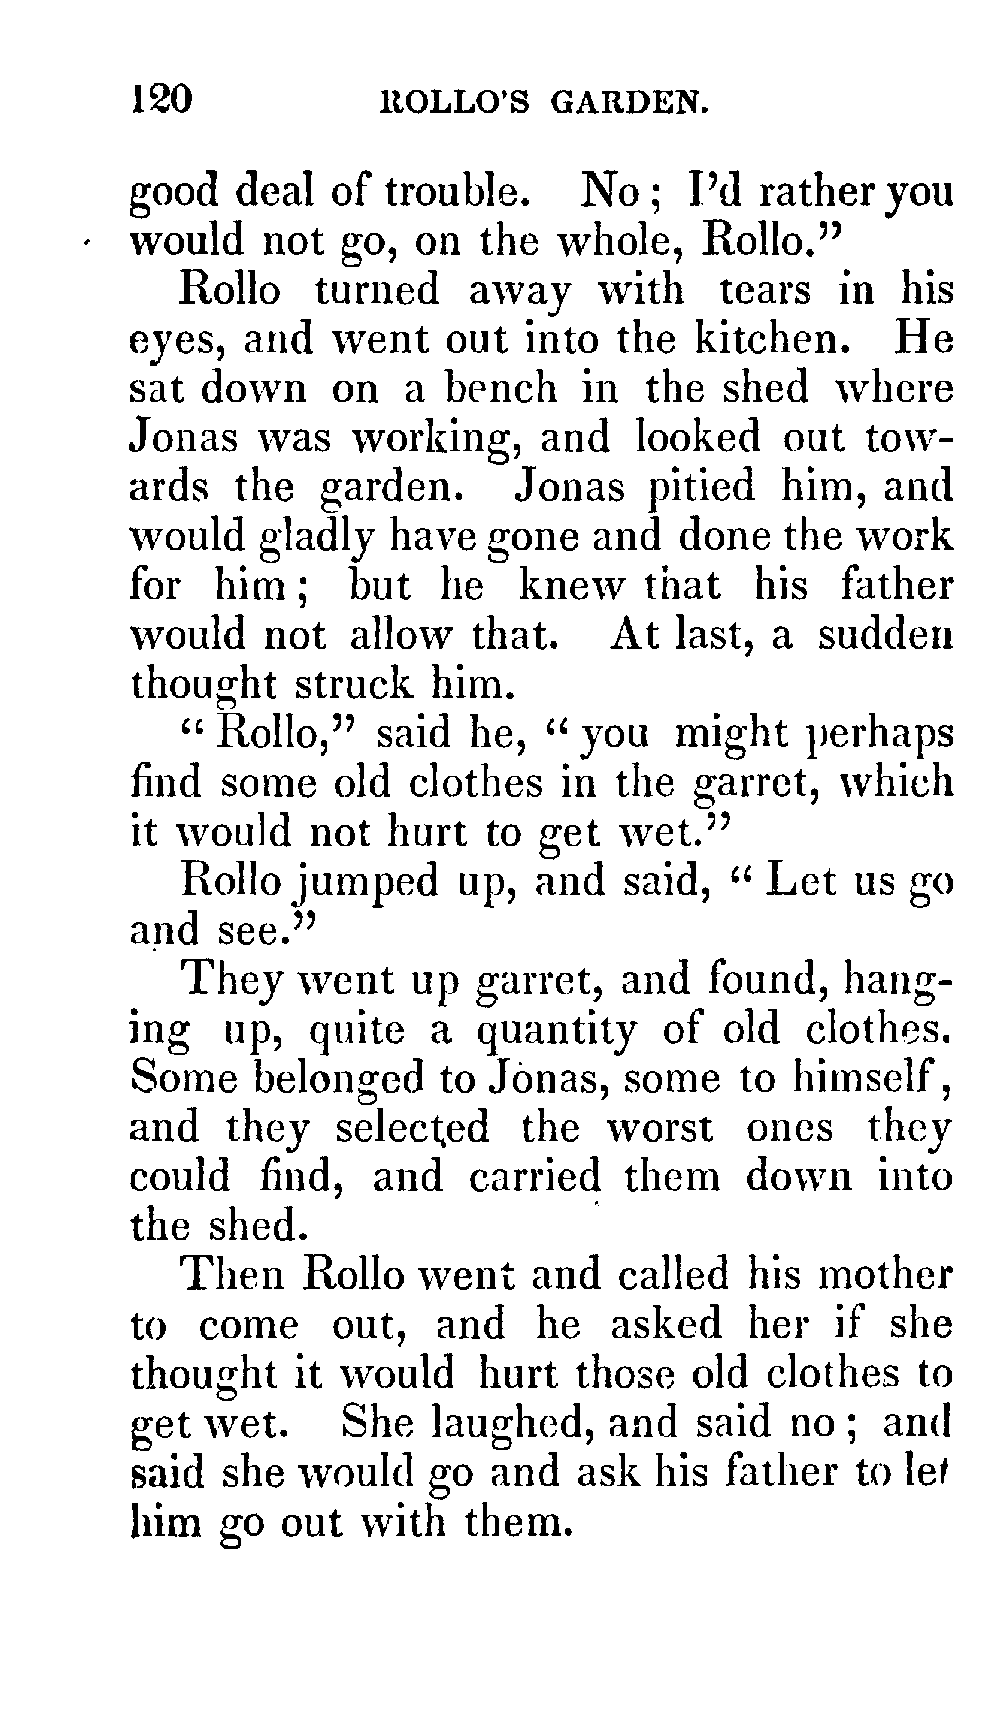 120 ROLLO'S GARDEN.
good deal of trouble. No; I'd rather you
would not go, on the whole, Rollo."
Rollo turned away with tears in his
eyes, and went out into the kitchen. He
sat down on a bench in the shed where
Jonas was working, and looked out tow-
ards the garden. Jonas pitied him, and
would gladly have gone and done the work
for him; but he knew that his father
would not allow that. At last, a sudden
thought struck him.
"Rollo," said he, "you might perhaps
find some old clothes in the garret, which
it would not hurt to get wet."
Rollo jumped up, and said, "Let us go
and see."
They went up garret, and found, hang-
ing up, quite a quantity of old clothes.
Some belonged to Jonas, some to himself,
and they selected the worst ones they
could find, and carried them down into
the shed.
Then Rollo went and called his mother
to come out, and he asked her if she
thought it would hurt those old clothes to
get wet. She laughed, and said no; and
said she would go and ask his father to let
him go out with them.